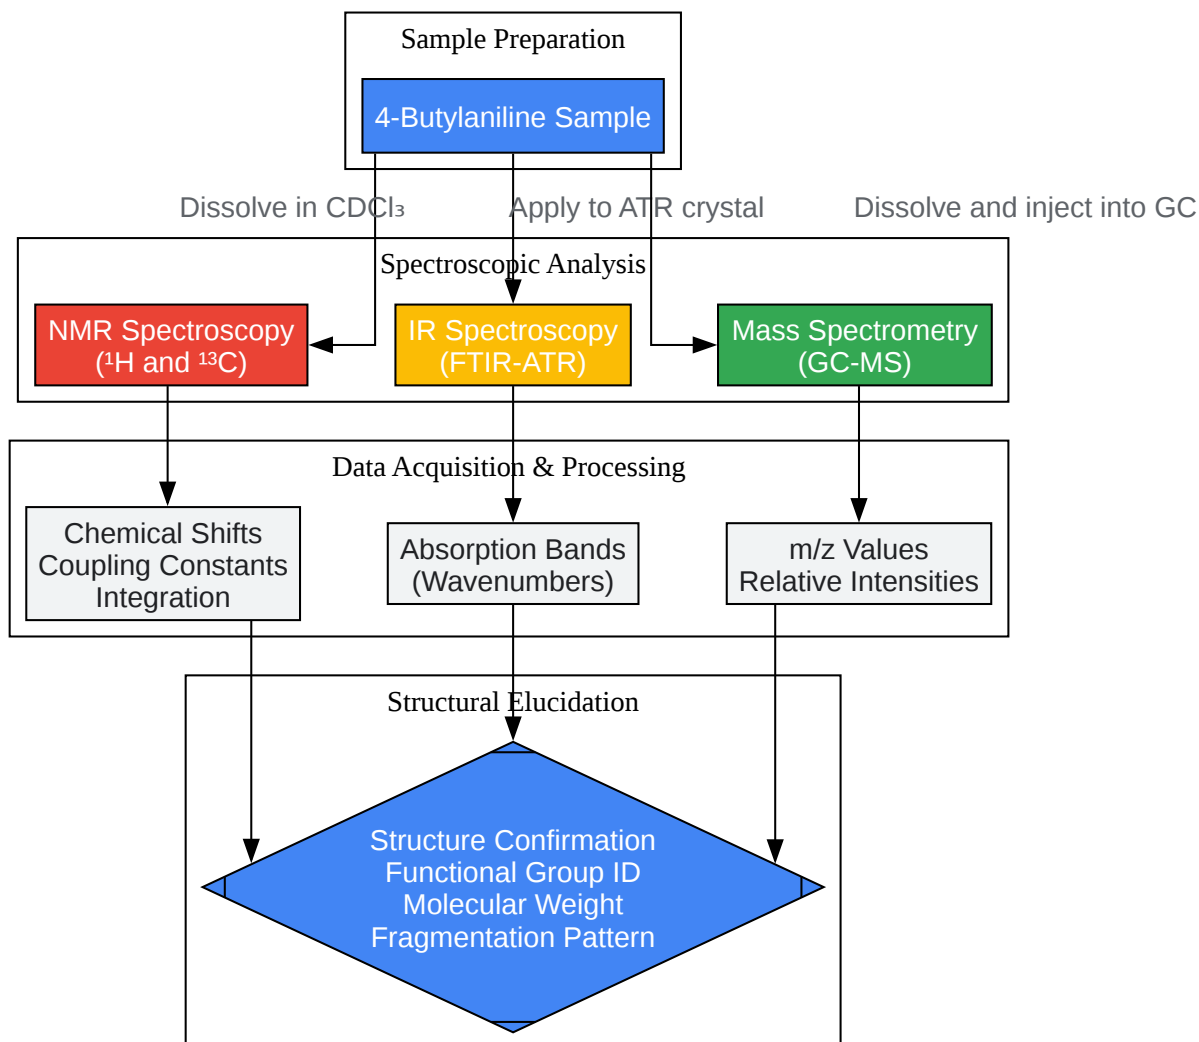 Sample Preparation
4-Butylaniline Sample
Dissolve in CDCl₃
Apply to ATR crystal
Dissolve and inject into GC
Spectroscopic Analysis
NMR Spectroscopy
(¹H and ¹³C)
IR Spectroscopy
(FTIR-ATR)
Mass Spectrometry
(GC-MS)
Data Acquisition & Processing
Chemical Shifts
Coupling Constants
Integration
Absorption Bands
(Wavenumbers)
m/z Values
Relative Intensities
Structural Elucidation
Structure Confirmation
Functional Group ID
Molecular Weight
Fragmentation Pattern